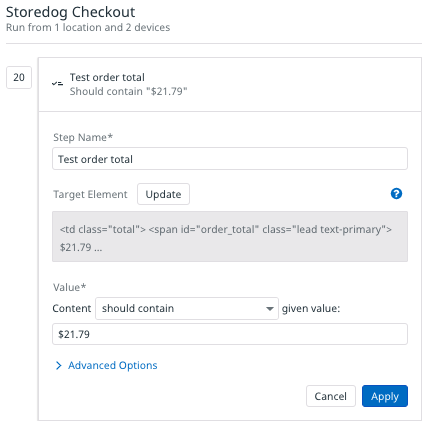 Storedog Checkout
Run from 1 location and 2 devices
20
Test order total
Should contain "$21.79"
Step Name*
Test order total
Target Element Update ?
<td class="total"> <span id="order_total" class="lead text-primary">
$21.79 ...
Value*
Content should contain given value:
$21.79
Advanced Options
Cancel Apply